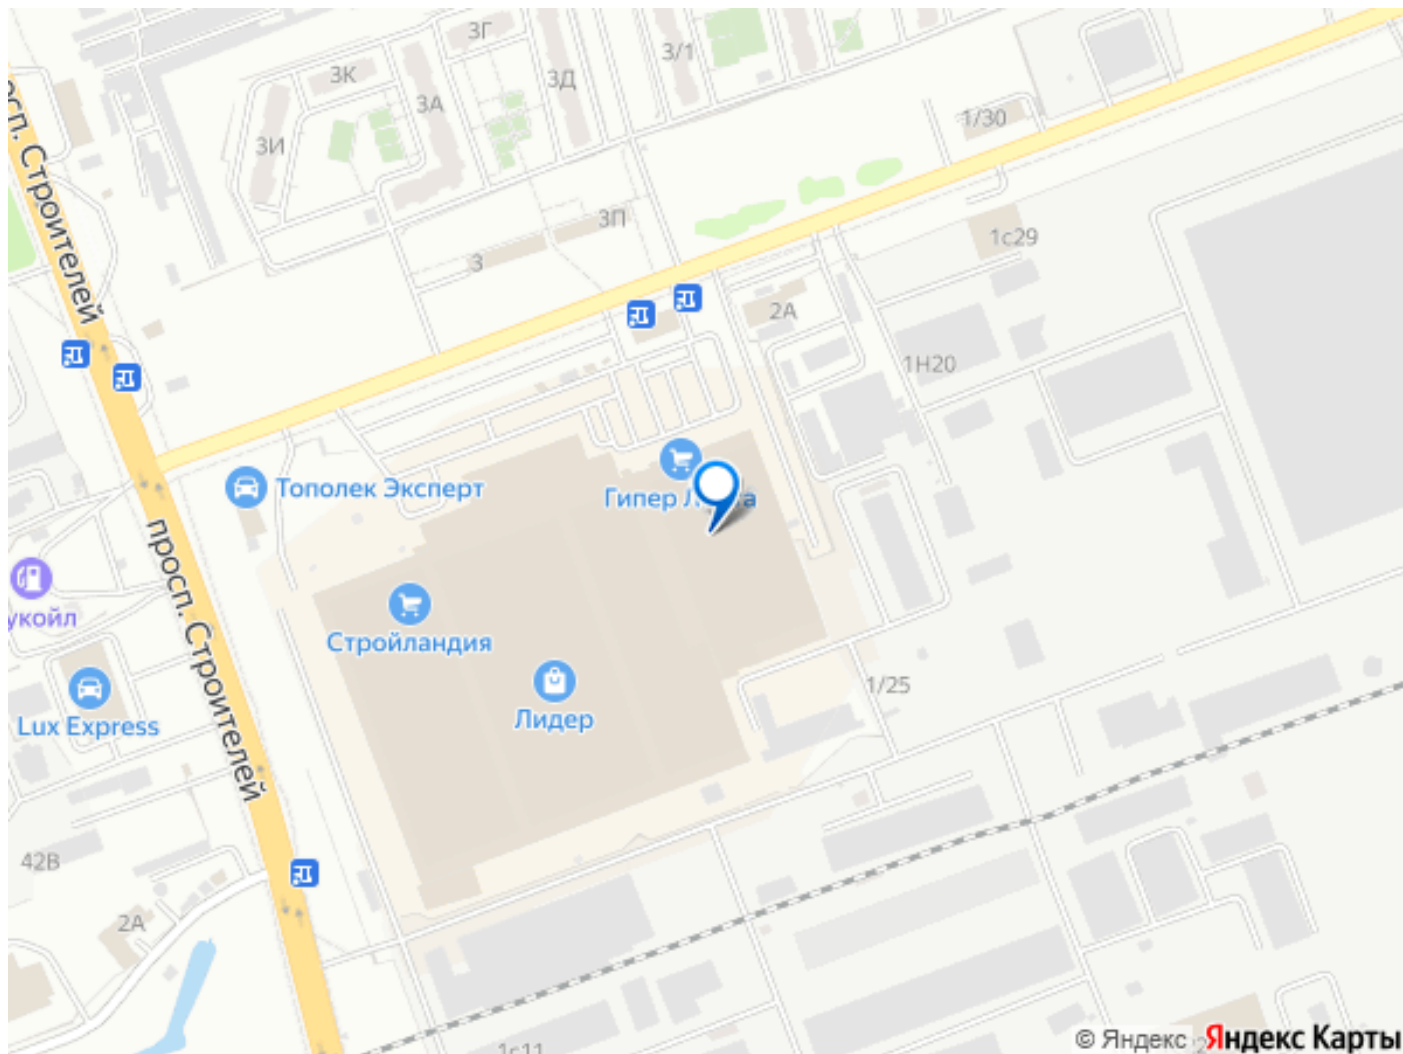 3Г
3К
3/1
3Д
3А
1/30
3И
просп. Строителей
3П
1с29
3
2А
1Н20
Тополек Эксперт
Гипер
просп. Строителей
Стройландия
1/25
Лидер
Lux Express
42В
2А
1с11
© Яндекс Яндекс Карты